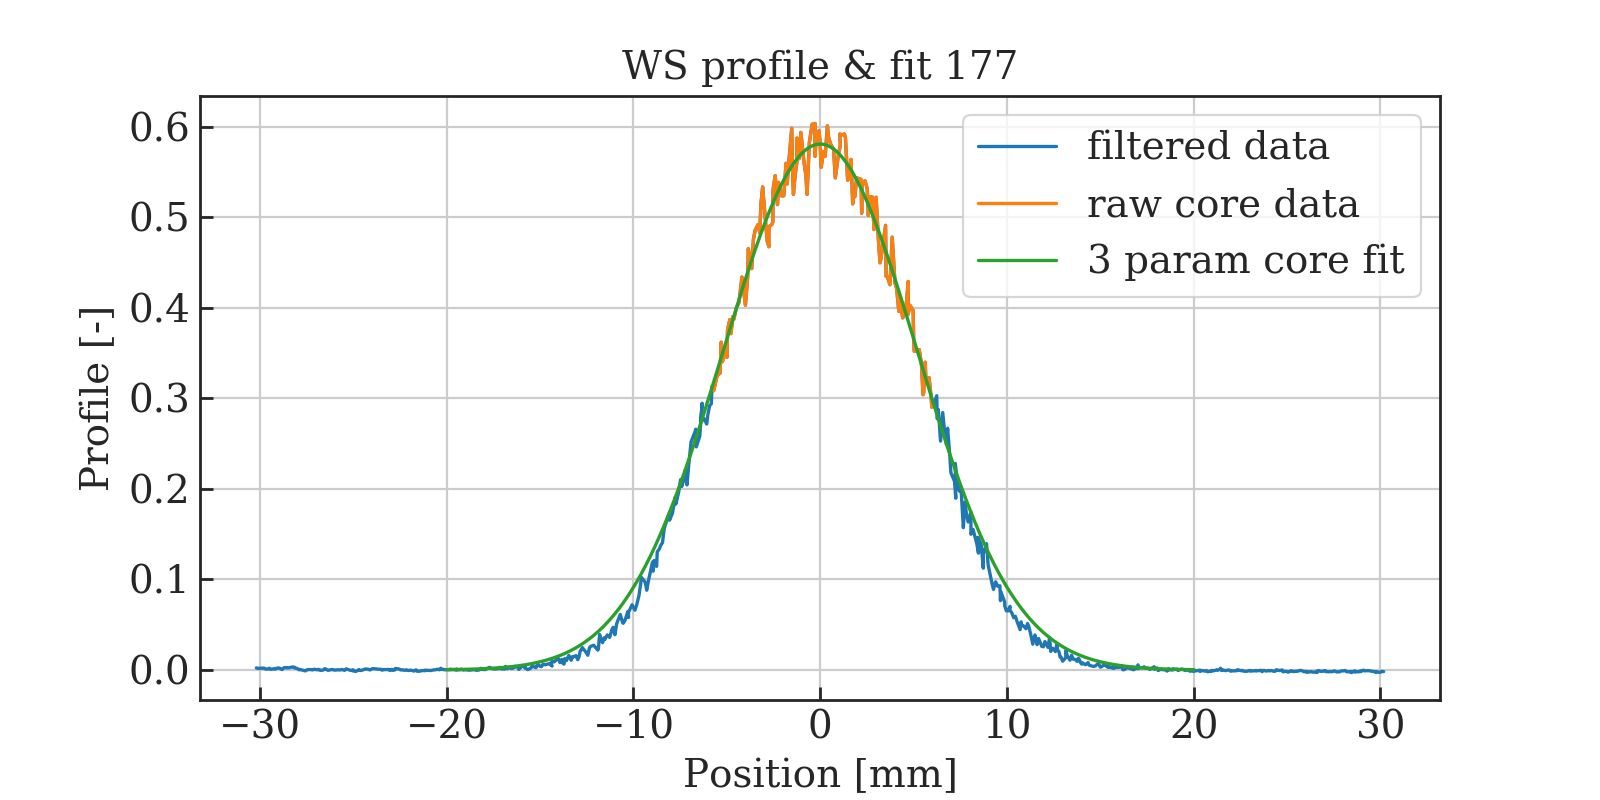 WS profile & fit 177
filtered data
raw core data
3 param core fit
Profile [-]
0.6
0.5
0.4
0.3
0.2
0.1
0.0
−30 −20 −10 0 10 20 30
Position [mm]